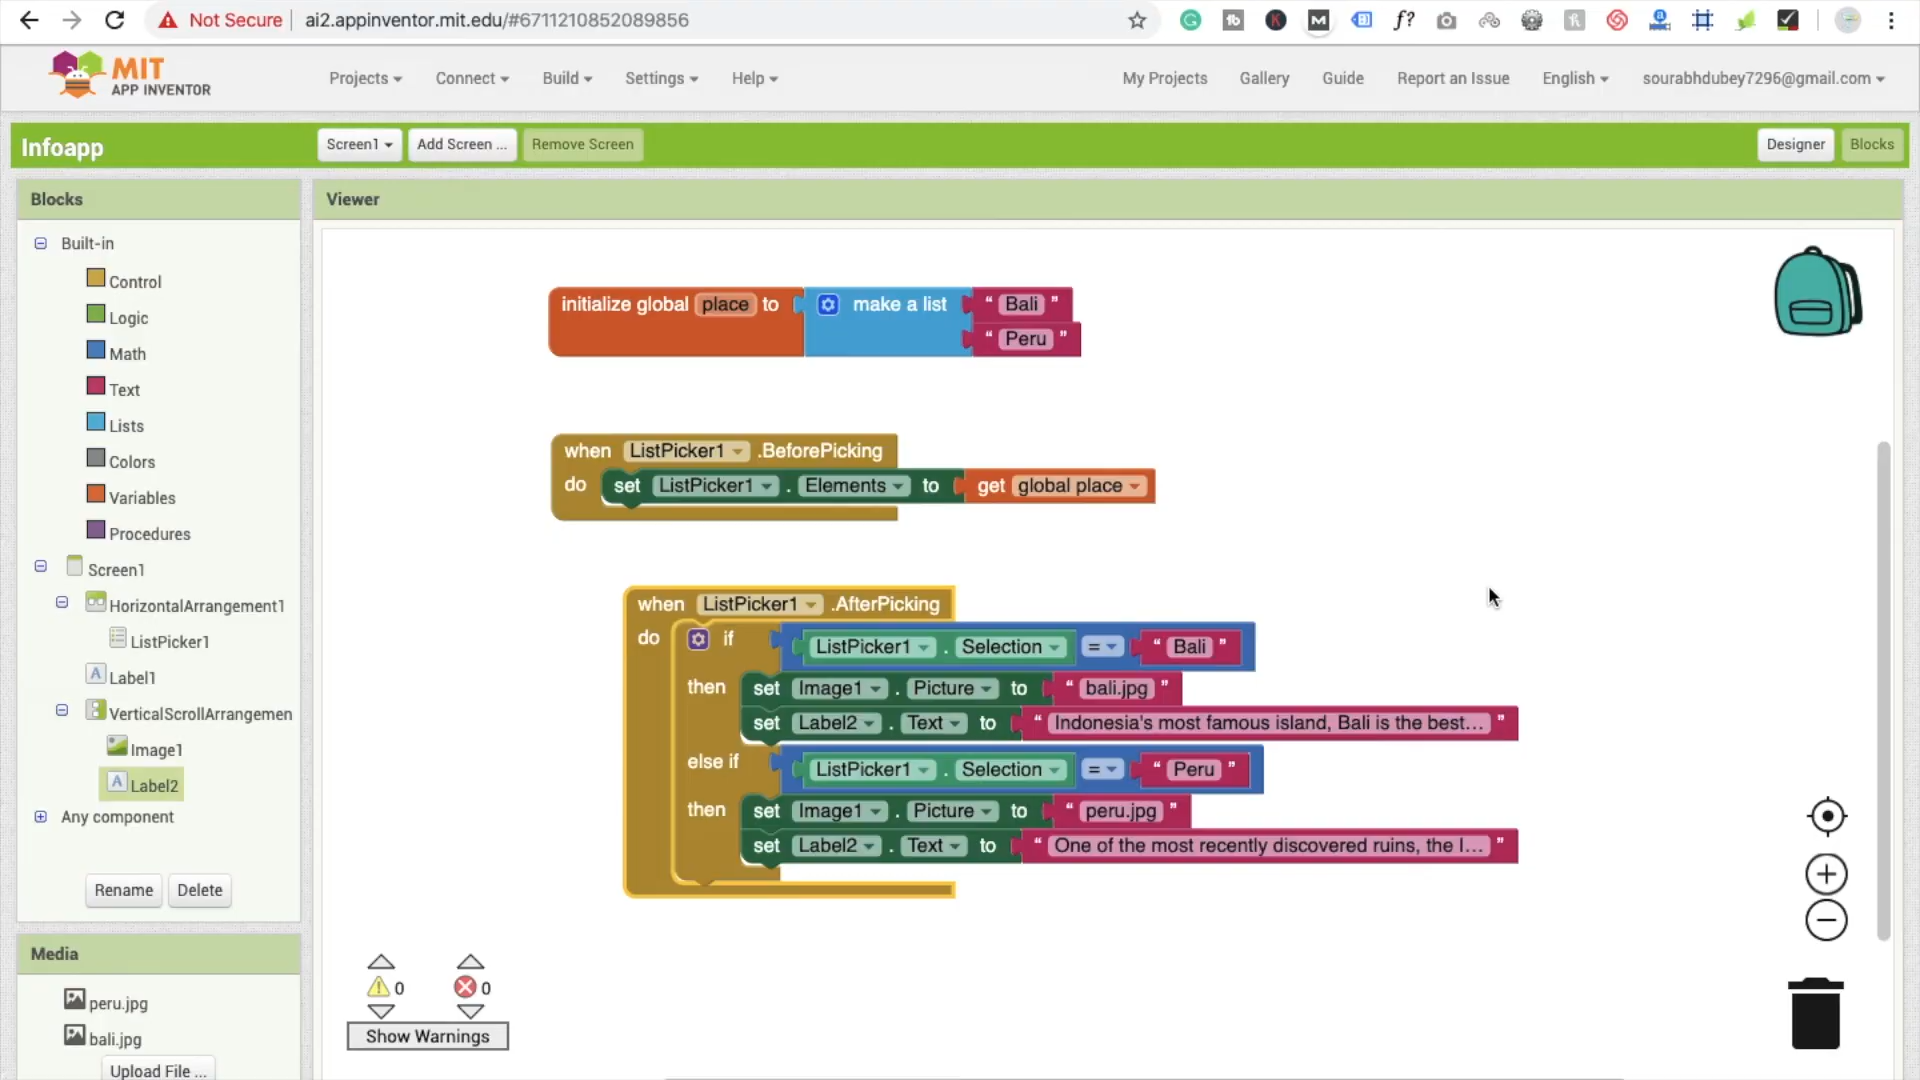 Not Secure ai2.appinventor.mit.edu/#6711210852089856
MIT
APP INVENTOR
Projects Connect Build Settings Help My Projects Gallery Guide Report an Issue English sourabhdubey7296@gmail.com
Infoapp Screen1 Add Screen ... Remove Screen Designer Blocks
Blocks Viewer
Built-in
Control
Logic
Math
Text
Lists
Colors
Variables
Procedures
Screen1
HorizontalArrangement1
ListPicker1
Label1
VerticalScrollArrangemen
Image1
Label2
Any component
Rename Delete
Media
peru.jpg
bali.jpg
Upload File ...
initialize global place to make a list " Bali "
" Peru "
when ListPicker1 .BeforePicking
do set ListPicker1 . Elements to get global place
when ListPicker1 .AfterPicking
do if ListPicker1 . Selection = " Bali "
then set Image1 . Picture to " bali.jpg "
set Label2 . Text to " Indonesia's most famous island, Bali is the best... "
else if ListPicker1 . Selection = " Peru "
then set Image1 . Picture to " peru.jpg "
set Label2 . Text to " One of the most recently discovered ruins, the I... "
0 0
Show Warnings